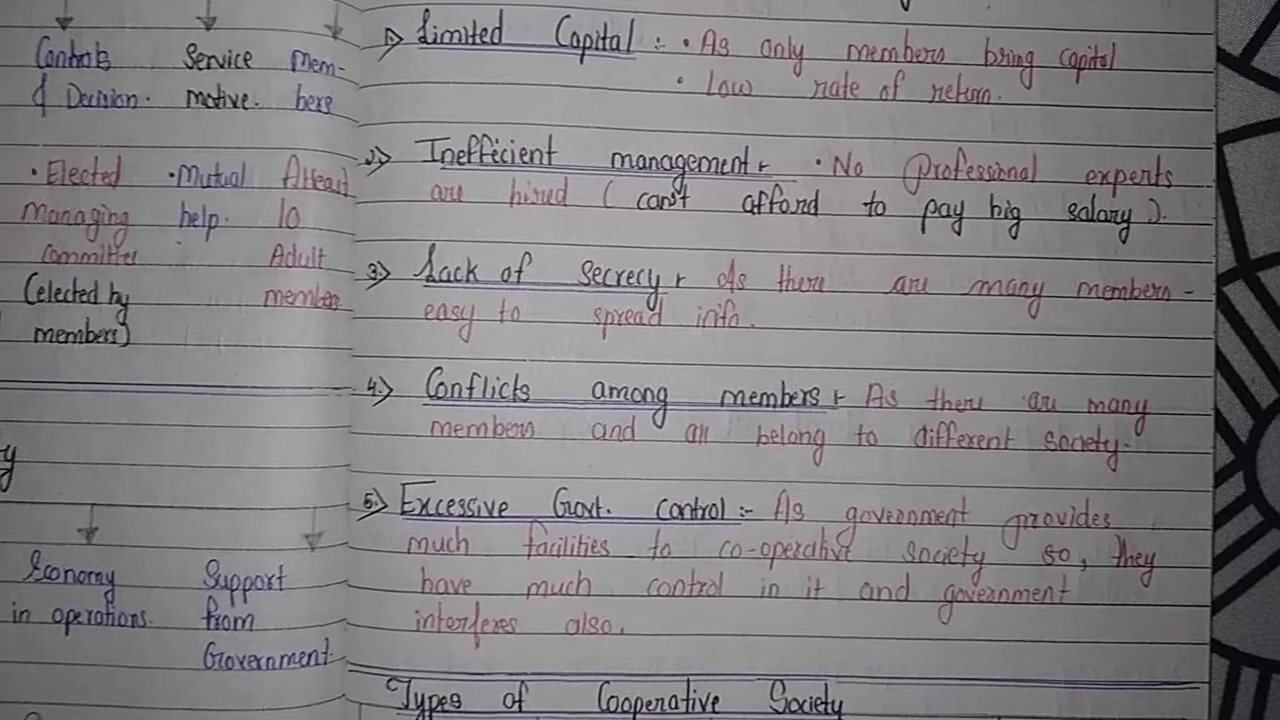 Controls Service Mem-
& Decision. motive. bers
• Elected • Mutual Atleast
Managing help. 10
Committee Adult
(elected by member
members)
y
Economy Support
in operations. from
Government
1) Limited Capital :- • As only members bring capital
• Low rate of return.
2) Inefficient management :- • No Professional experts
are hired (can't afford to pay big salary).
3) Lack of secrecy :- As there are many members -
easy to spread info.
4) Conflicts among members :- As there are many
members and all belong to different society.
5) Excessive Govt. control :- As government provides
much facilities to co-operative society so, they
have much control in it and government
interferes also.
Types of Cooperative Society